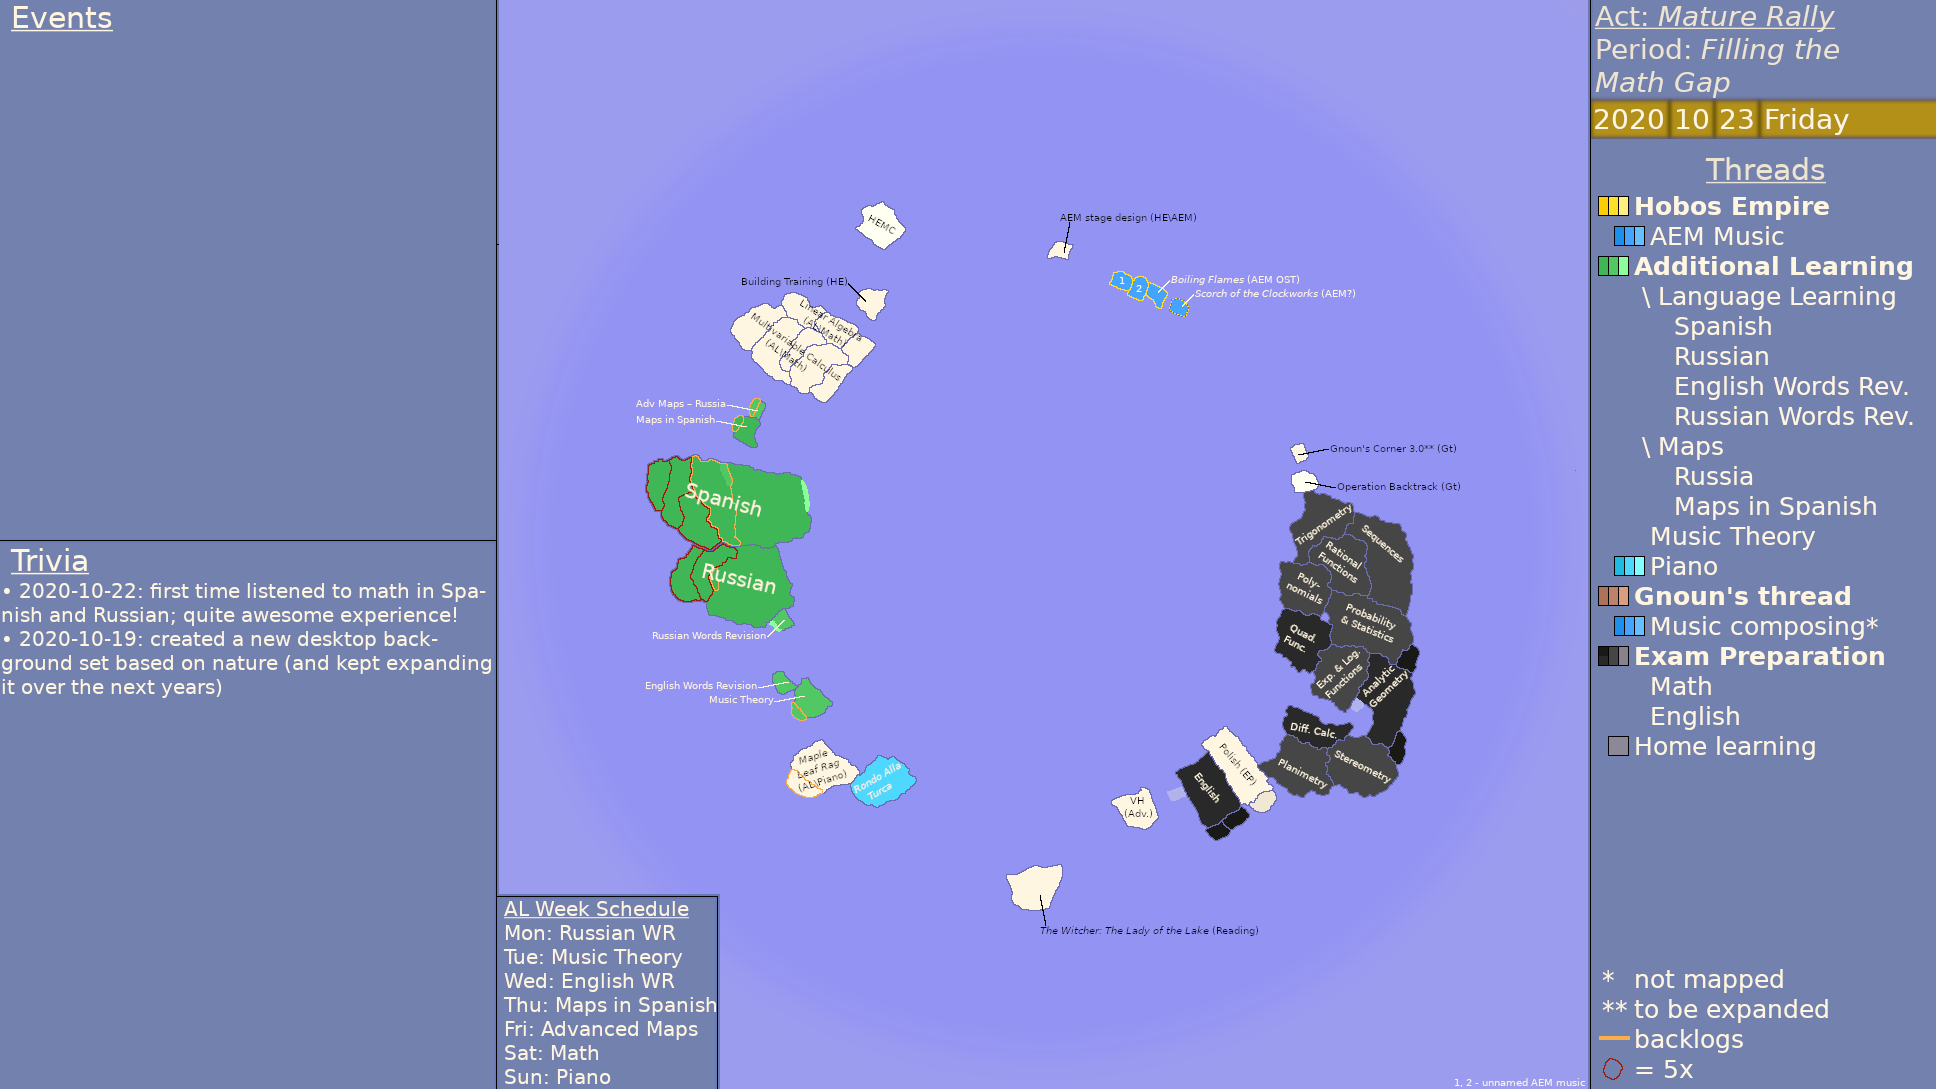 Events
Trivia
• 2020-10-22: first time listened to math in Spa-
nish and Russian; quite awesome experience!
• 2020-10-19: created a new desktop back-
ground set based on nature (and kept expanding
it over the next years)
HEMC
AEM stage design (HE\AEM)
Building Training (HE)
1
2
Boiling Flames (AEM OST)
Scorch of the Clockworks (AEM?)
Linear Algebra
(AL\Math)
Multivariable Calculus
(AL\Math)
Adv Maps – Russia
Maps in Spanish
Spanish
Russian
Russian Words Revision
English Words Revision
Music Theory
Maple
Leaf Rag
(AL\Piano)
Rondo Alla
Turca
Gnoun's Corner 3.0** (Gt)
Operation Backtrack (Gt)
Trigonometry
Sequences
Rational
Functions
Poly-
nomials
Probability
& Statistics
Quad.
Func.
Exp. & Log.
Functions
Analytic
Geometry
Diff. Calc.
Planimetry
Stereometry
Polish (EP)
English
VH
(Adv.)
The Witcher: The Lady of the Lake (Reading)
AL Week Schedule
Mon: Russian WR
Tue: Music Theory
Wed: English WR
Thu: Maps in Spanish
Fri: Advanced Maps
Sat: Math
Sun: Piano
1, 2 - unnamed AEM music
Act: Mature Rally
Period: Filling the
Math Gap
2020 10 23 Friday
Threads
Hobos Empire
AEM Music
Additional Learning
\ Language Learning
Spanish
Russian
English Words Rev.
Russian Words Rev.
\ Maps
Russia
Maps in Spanish
Music Theory
Piano
Gnoun's thread
Music composing*
Exam Preparation
Math
English
Home learning
* not mapped
** to be expanded
backlogs
= 5x